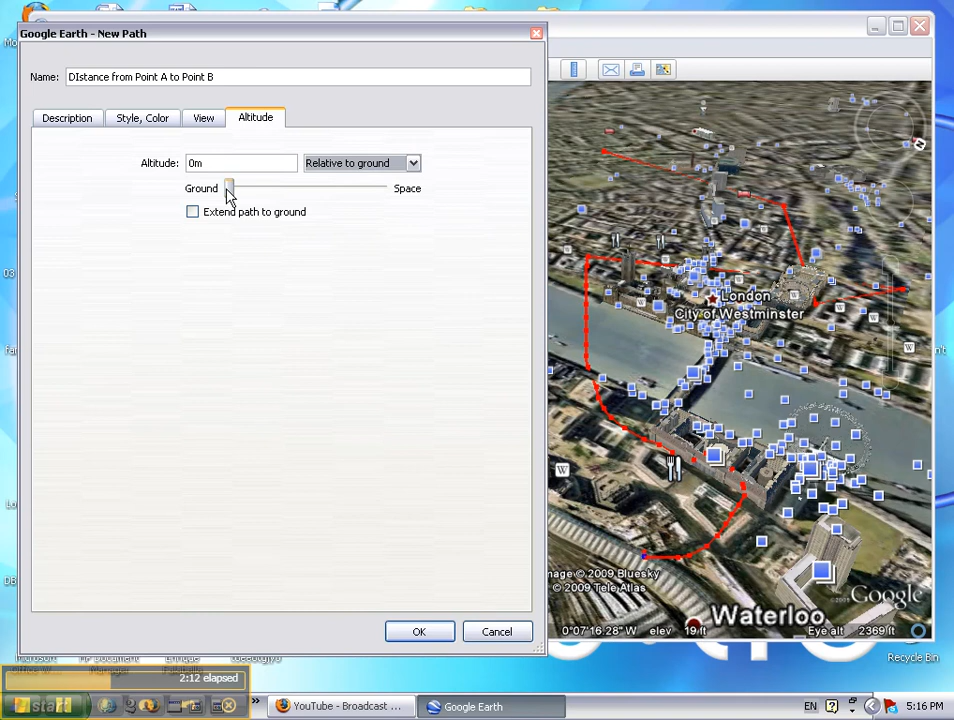 Google Earth - New Path
Name: DIstance from Point A to Point B
Description
Style, Color
View
Altitude
Altitude: 0m Relative to ground
Ground Space
Extend path to ground
OK Cancel
London
City of Westminster
© 2009 Bluesky
© 2009 Tele Atlas
Google
Waterloo
0°07'16.28" W elev 19 ft Eye alt 2369 ft
Recycle Bin
2:12 elapsed
start
YouTube - Broadcast ...
Google Earth
EN
5:16 PM